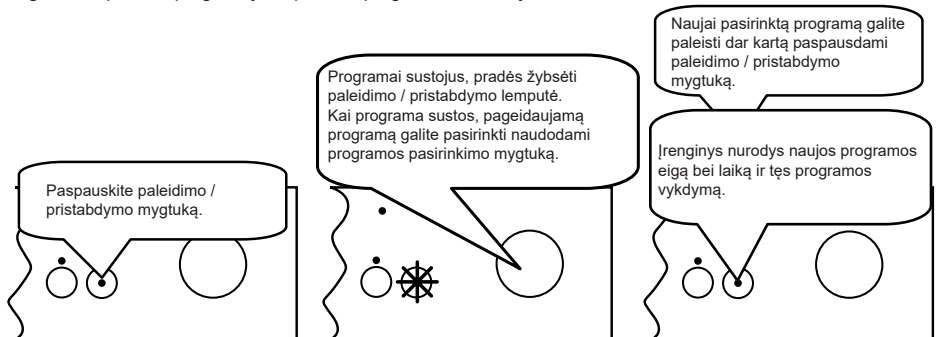 Paspauskite paleidimo /
pristabdymo mygtuką.
Programai sustojus, pradės žybsėti
paleidimo / pristabdymo lemputė.
Kai programa sustos, pageidaujamą
programą galite pasirinkti naudodami
programos pasirinkimo mygtuką.
Naujai pasirinktą programą galite
paleisti dar kartą paspausdami
paleidimo / pristabdymo
mygtuką.
Įrenginys nurodys naujos programos
eigą bei laiką ir tęs programos
vykdymą.